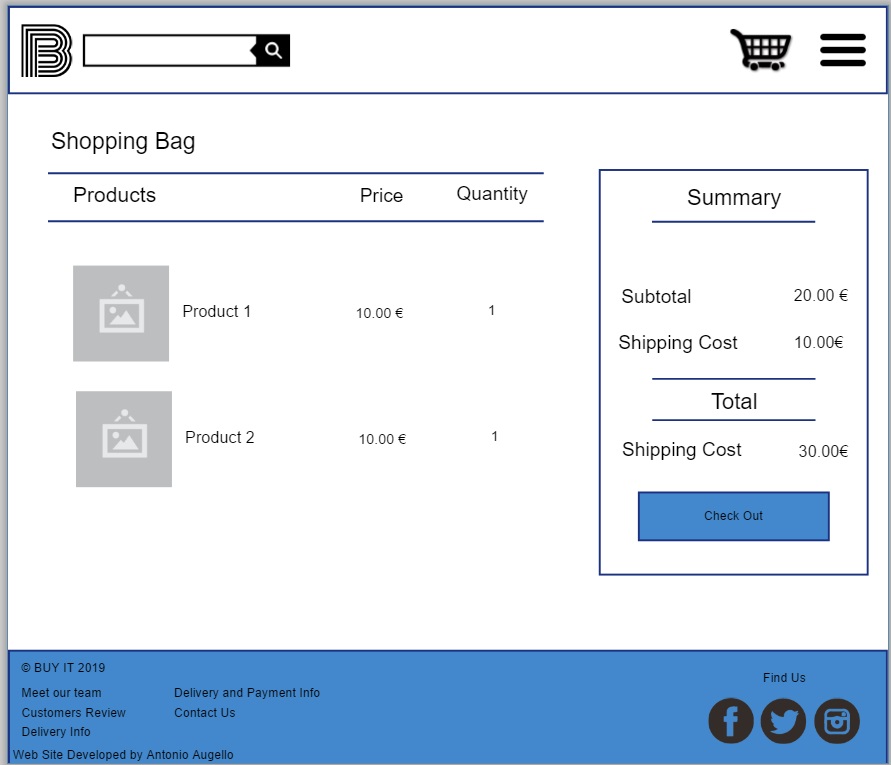 B
Shopping Bag
Products Price Quantity
Product 1 10.00 € 1
Product 2 10.00 € 1
Summary
Subtotal 20.00 €
Shipping Cost 10.00€
Total
Shipping Cost 30.00€
Check Out
© BUY IT 2019
Meet our team Delivery and Payment Info
Customers Review Contact Us
Delivery Info
Web Site Developed by Antonio Augello
Find Us